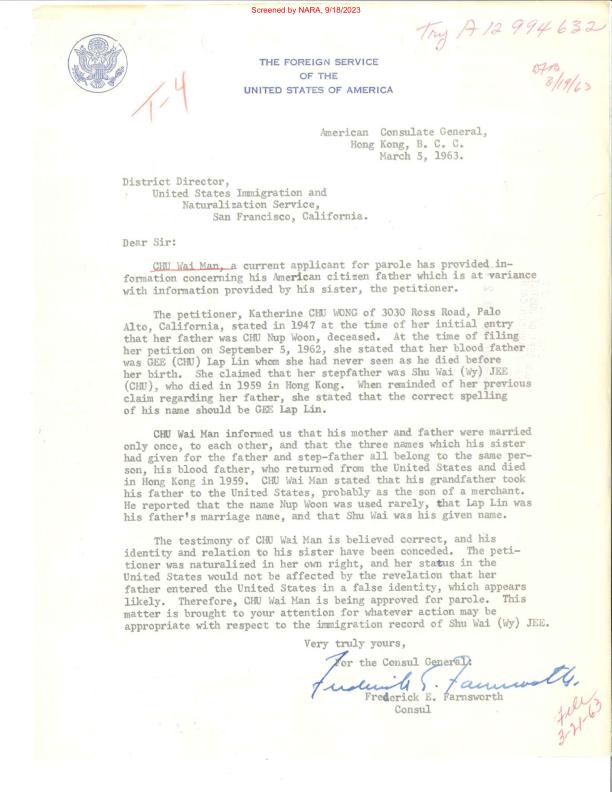 Screened by NARA, 9/18/2023
Try A12 994632
THE FOREIGN SERVICE
OF THE
UNITED STATES OF AMERICA
3/19/63
T-4
American Consulate General,
Hong Kong, B. C. C.
March 5, 1963.
District Director,
United States Immigration and
Naturalization Service,
San Francisco, California.
Dear Sir:
CHU Wai Man, a current applicant for parole has provided in-
formation concerning his American citizen father which is at variance
with information provided by his sister, the petitioner.
The petitioner, Katherine CHU WONG of 3030 Ross Road, Palo
Alto, California, stated in 1947 at the time of her initial entry
that her father was CHU Nup Woon, deceased. At the time of filing
her petition on September 5, 1962, she stated that her blood father
was GEE (CHU) Lap Lin whom she had never seen as he died before
her birth. She claimed that her stepfather was Shu Wai (Wy) JEE
(CHU), who died in 1959 in Hong Kong. When reminded of her previous
claim regarding her father, she stated that the correct spelling
of his name should be GEE Lap Lin.
CHU Wai Man informed us that his mother and father were married
only once, to each other, and that the three names which his sister
had given for the father and step-father all belong to the same per-
son, his blood father, who returned from the United States and died
in Hong Kong in 1959. CHU Wai Man stated that his grandfather took
his father to the United States, probably as the son of a merchant.
He reported that the name Nup Woon was used rarely, that Lap Lin was
his father's marriage name, and that Shu Wai was his given name.
The testimony of CHU Wai Man is believed correct, and his
identity and relation to his sister have been conceded. The peti-
tioner was naturalized in her own right, and her status in the
United States would not be affected by the revelation that her
father entered the United States in a false identity, which appears
likely. Therefore, CHU Wai Man is being approved for parole. This
matter is brought to your attention for whatever action may be
appropriate with respect to the immigration record of Shu Wai (Wy) JEE.
Very truly yours,
For the Consul General:
Frederick E. Farnsworth
Frederick E. Farnsworth
Consul
File
3-21-63